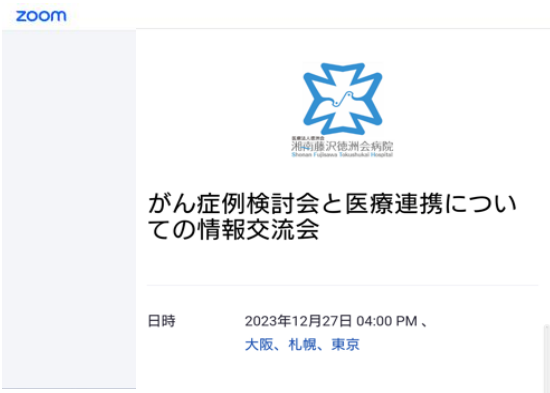 zoom
医療法人徳洲会
湘南藤沢徳洲会病院
Shonan Fujisawa Tokushukai Hospital
がん症例検討会と医療連携につい
ての情報交流会
日時
2023年12月27日 04:00 PM 、
大阪、札幌、東京